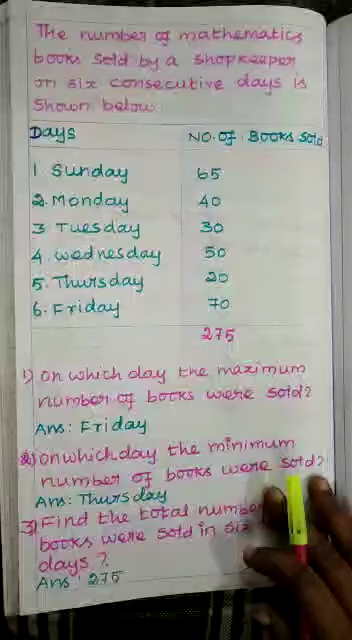 The number of mathematics
books sold by a shopkeeper
on six consecutive days is
shown below.
Days NO. OF Books Sold
1 Sunday 65
2. Monday 40
3 Tuesday 30
4. wednesday 50
5. Thursday 20
6. Friday 70
275
1) on which day the maximum
number of books were sold?
Ans: Friday
2) on which day the minimum
number of books were sold?
Ans: Thursday
3) Find the total number
books were sold in six
days?
Ans: 275